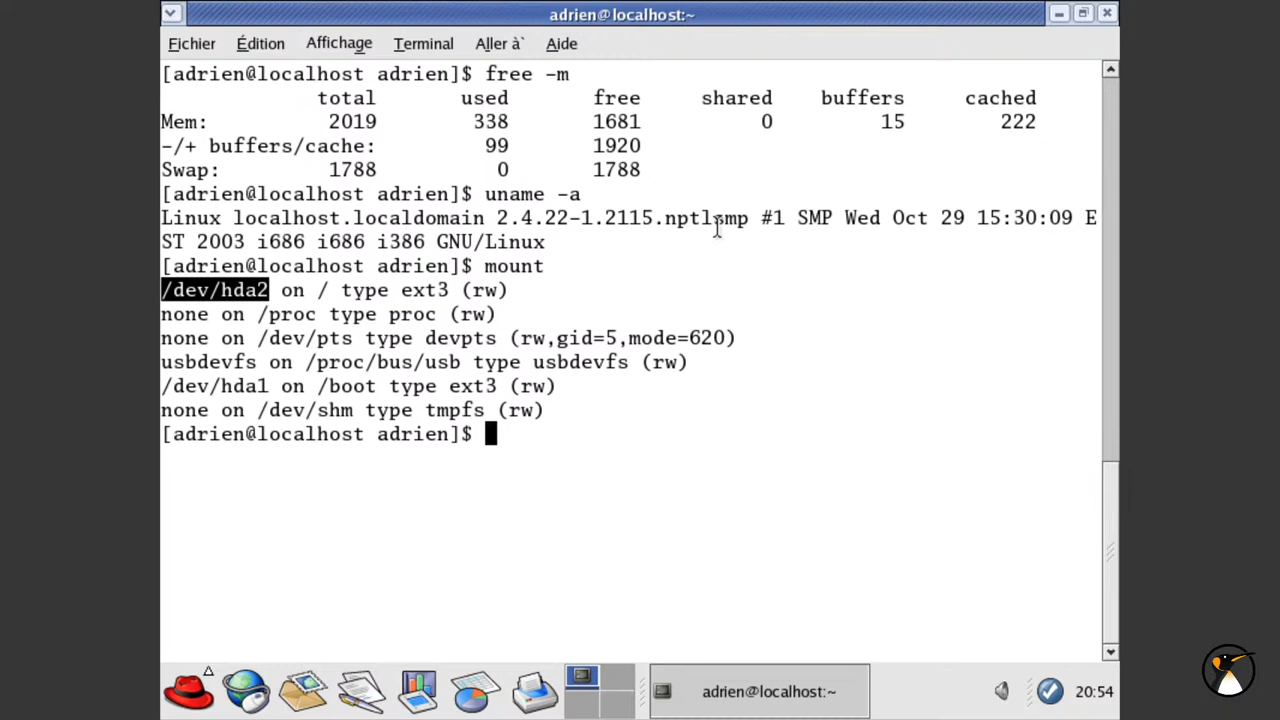 adrien@localhost:~
Fichier Édition Affichage Terminal Aller à` Aide
[adrien@localhost adrien]$ free -m
total used free shared buffers cached
Mem: 2019 338 1681 0 15 222
-/+ buffers/cache: 99 1920
Swap: 1788 0 1788
[adrien@localhost adrien]$ uname -a
Linux localhost.localdomain 2.4.22-1.2115.nptlsmp #1 SMP Wed Oct 29 15:30:09 E
ST 2003 i686 i686 i386 GNU/Linux
[adrien@localhost adrien]$ mount
/dev/hda2 on / type ext3 (rw)
none on /proc type proc (rw)
none on /dev/pts type devpts (rw,gid=5,mode=620)
usbdevfs on /proc/bus/usb type usbdevfs (rw)
/dev/hda1 on /boot type ext3 (rw)
none on /dev/shm type tmpfs (rw)
[adrien@localhost adrien]$
adrien@localhost:~ 20:54